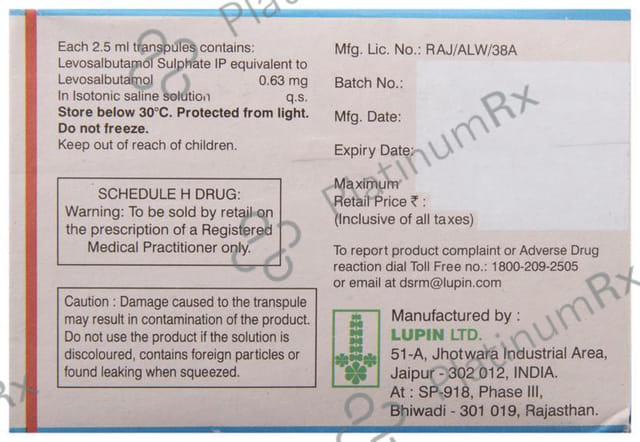 Each 2.5 ml transpules contains:
Levosalbutamol Sulphate IP equivalent to
Levosalbutamol 0.63 mg
In Isotonic saline solution q.s.
Store below 30°C. Protected from light.
Do not freeze.
Keep out of reach of children.
SCHEDULE H DRUG:
Warning: To be sold by retail on
the prescription of a Registered
Medical Practitioner only.
Caution : Damage caused to the transpule
may result in contamination of the product.
Do not use the product if the solution is
discoloured, contains foreign particles or
found leaking when squeezed.
Mfg. Lic. No.: RAJ/ALW/38A
Batch No.:
Mfg. Date:
Expiry Date:
Maximum
Retail Price ₹ :
(Inclusive of all taxes)
To report product complaint or Adverse Drug
reaction dial Toll Free no.: 1800-209-2505
or email at dsrm@lupin.com
Manufactured by :
LUPIN LTD.
51-A, Jhotwara Industrial Area,
Jaipur - 302 012, INDIA.
At : SP-918, Phase III,
Bhiwadi - 301 019, Rajasthan.
PlatinumRx
PlatinumRx
Rx